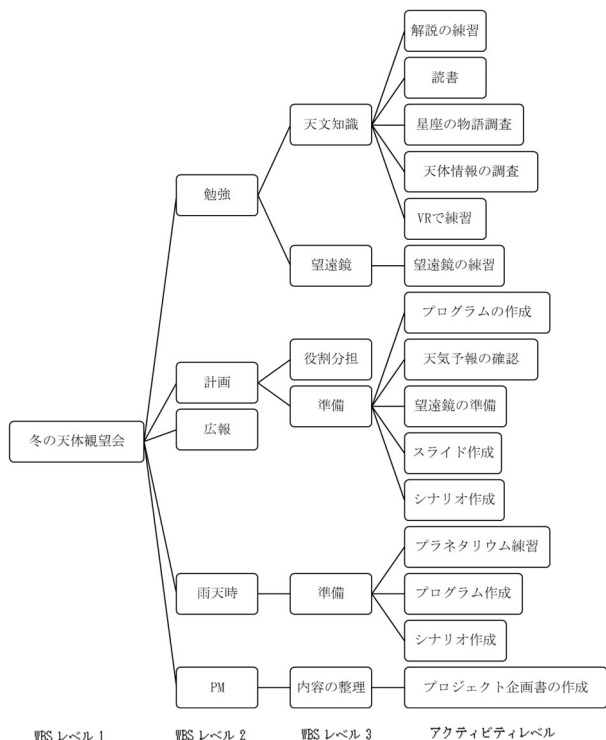 冬の天体観望会
勉強
天文知識
解説の練習
読書
星座の物語調査
天体情報の調査
VRで練習
望遠鏡
望遠鏡の練習
計画
役割分担
準備
プログラムの作成
天気予報の確認
望遠鏡の準備
スライド作成
シナリオ作成
広報
雨天時
準備
プラネタリウム練習
プログラム作成
シナリオ作成
PM
内容の整理
プロジェクト企画書の作成
WBS レベル 1
WBS レベル 2
WBS レベル 3
アクティビティレベル